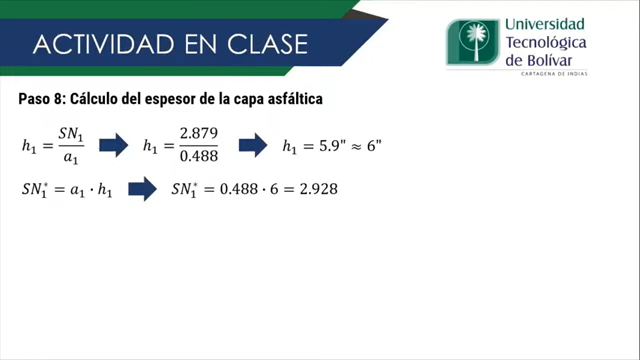 ACTIVIDAD EN CLASE
Universidad
Tecnológica
de Bolívar
CARTAGENA DE INDIAS
Paso 8: Cálculo del espesor de la capa asfáltica
h₁ = SN₁/a₁ h₁ = 2.879/0.488 h₁ = 5.9" ≈ 6"
SN₁* = a₁ · h₁ SN₁* = 0.488 · 6 = 2.928